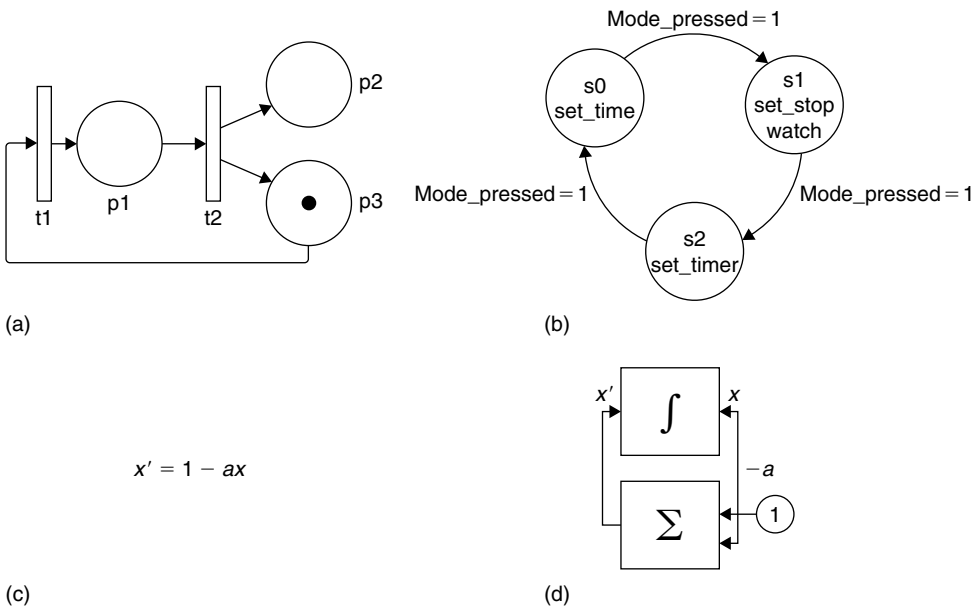 t1
p1
t2
p2
p3
(a)
Mode_pressed = 1
s0
set_time
s1
set_stop
watch
Mode_pressed = 1
Mode_pressed = 1
s2
set_timer
(b)
x′ = 1 − ax
(c)
x′
∫
x
−a
Σ
1
(d)